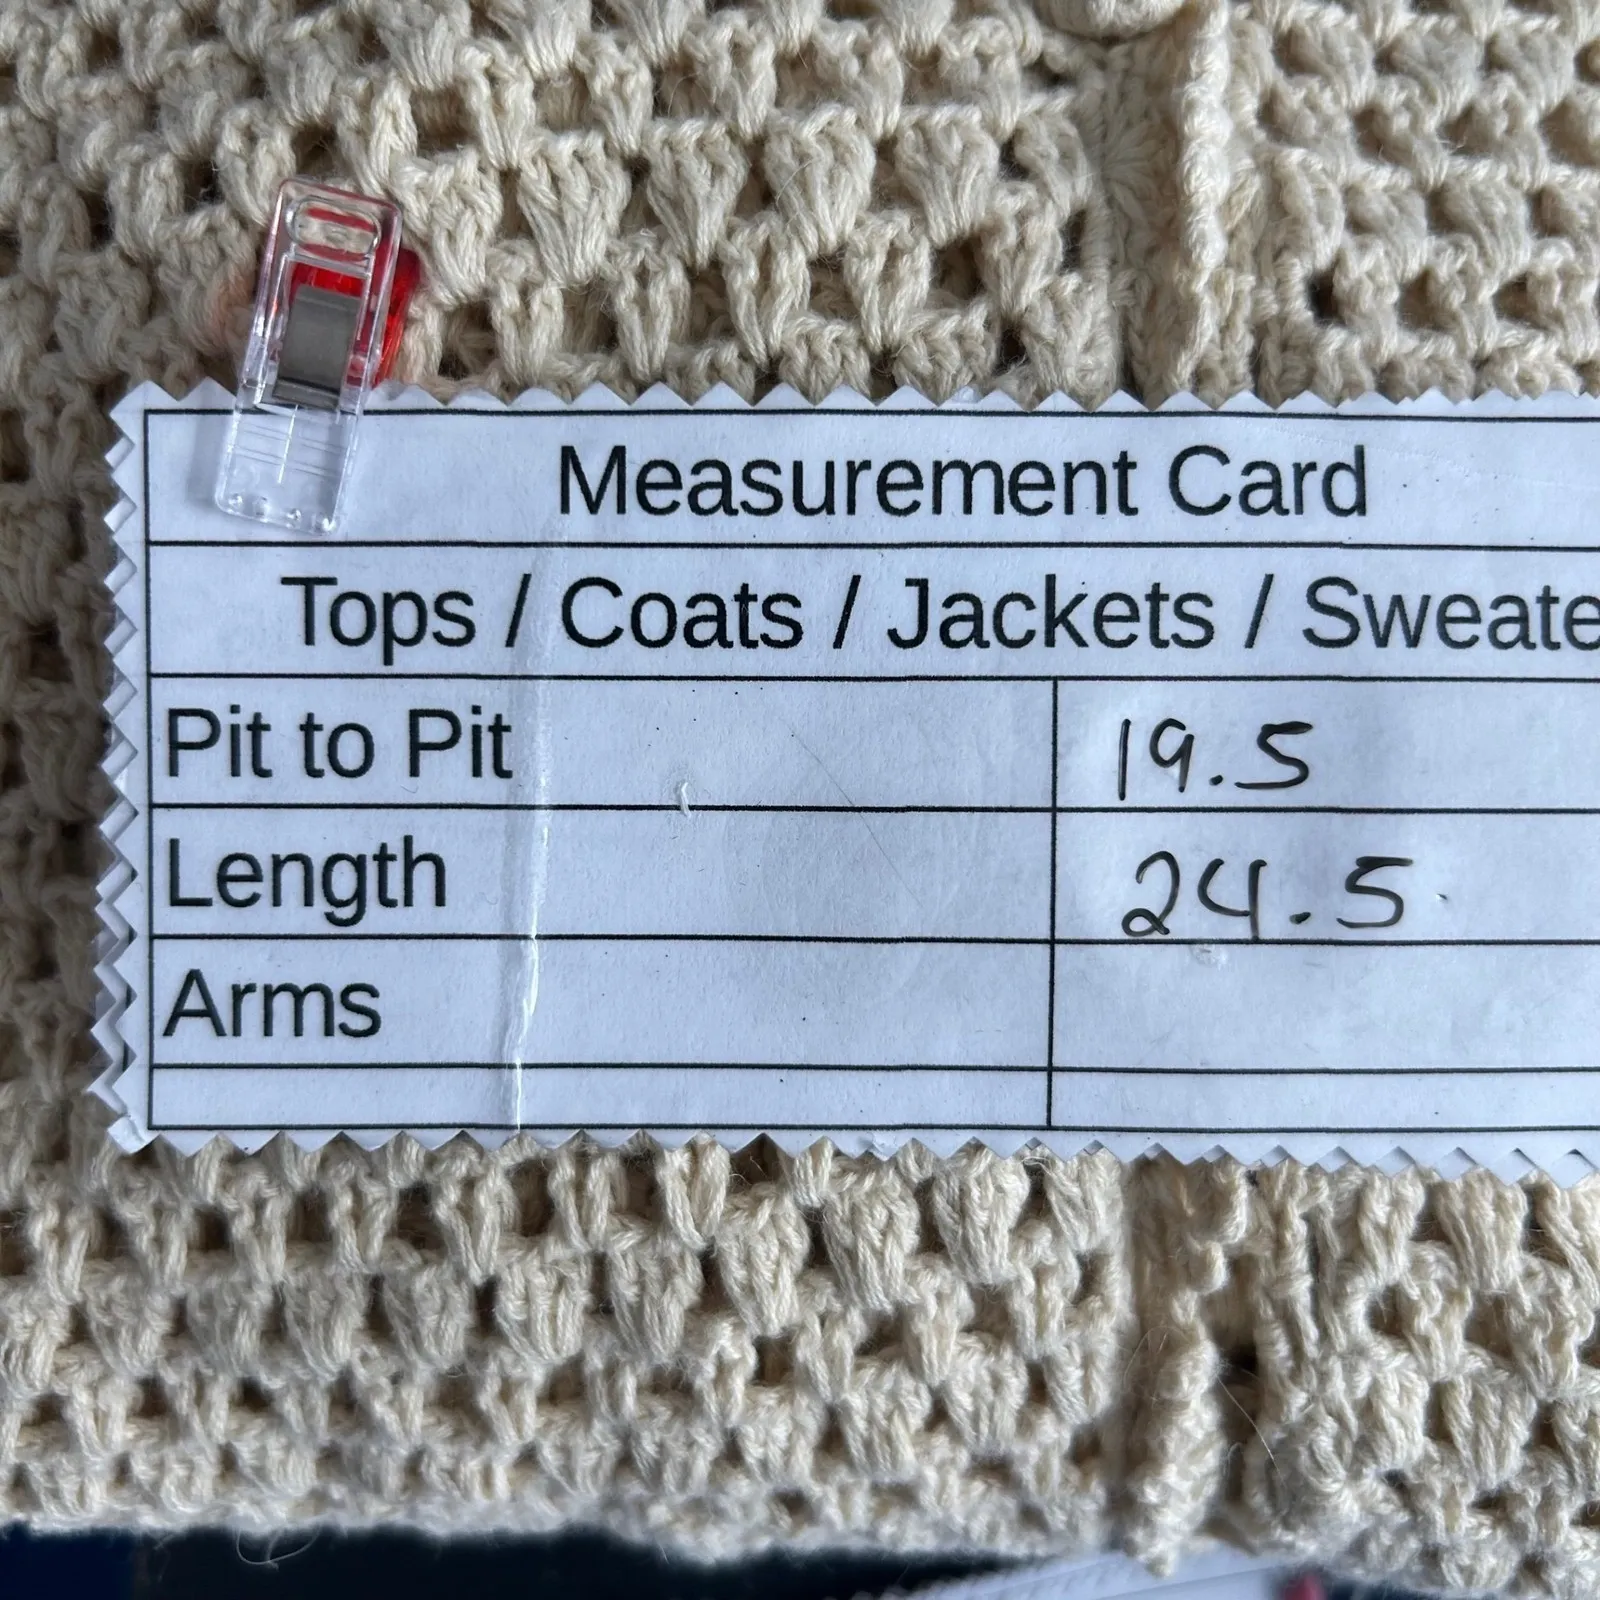 Measurement Card
Tops / Coats / Jackets / Sweate
Pit to Pit 19.5
Length 24.5
Arms